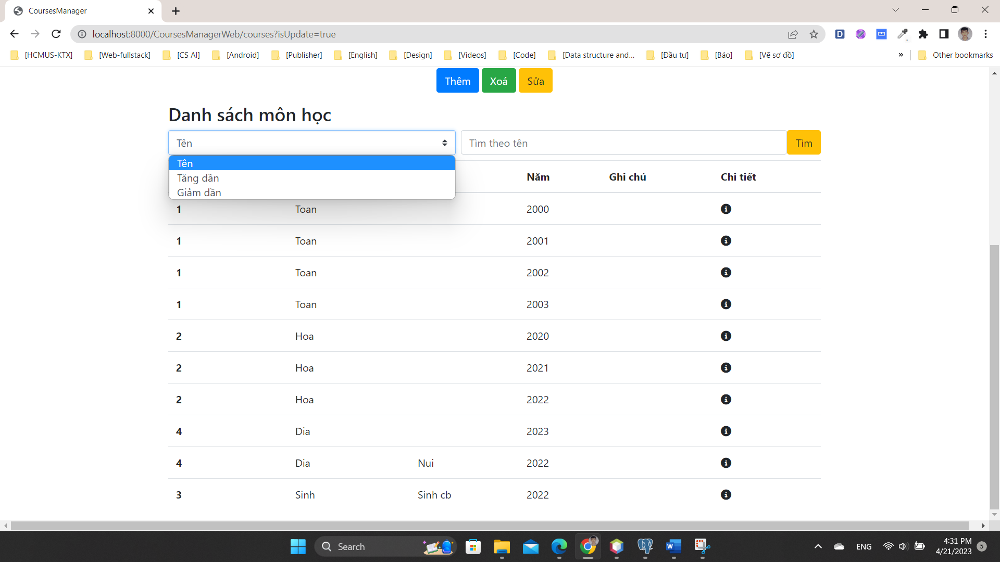 CoursesManager
localhost:8000/CoursesManagerWeb/courses?isUpdate=true
[HCMUS-KTX] [Web-fullstack] [CS AI] [Android] [Publisher] [English] [Design] [Videos] [Code] [Data structure and... [Đầu tư] [Báo] [Vẽ sơ đồ] » Other bookmarks
Thêm Xoá Sửa
Danh sách môn học
Tên Tìm theo tên Tìm
Tên
Tăng dần
Giảm dần
Năm Ghi chú Chi tiết
1 Toan 2000
1 Toan 2001
1 Toan 2002
1 Toan 2003
2 Hoa 2020
2 Hoa 2021
2 Hoa 2022
4 Dia 2023
4 Dia Nui 2022
3 Sinh Sinh cb 2022
Search
ENG
4:31 PM
4/21/2023
5